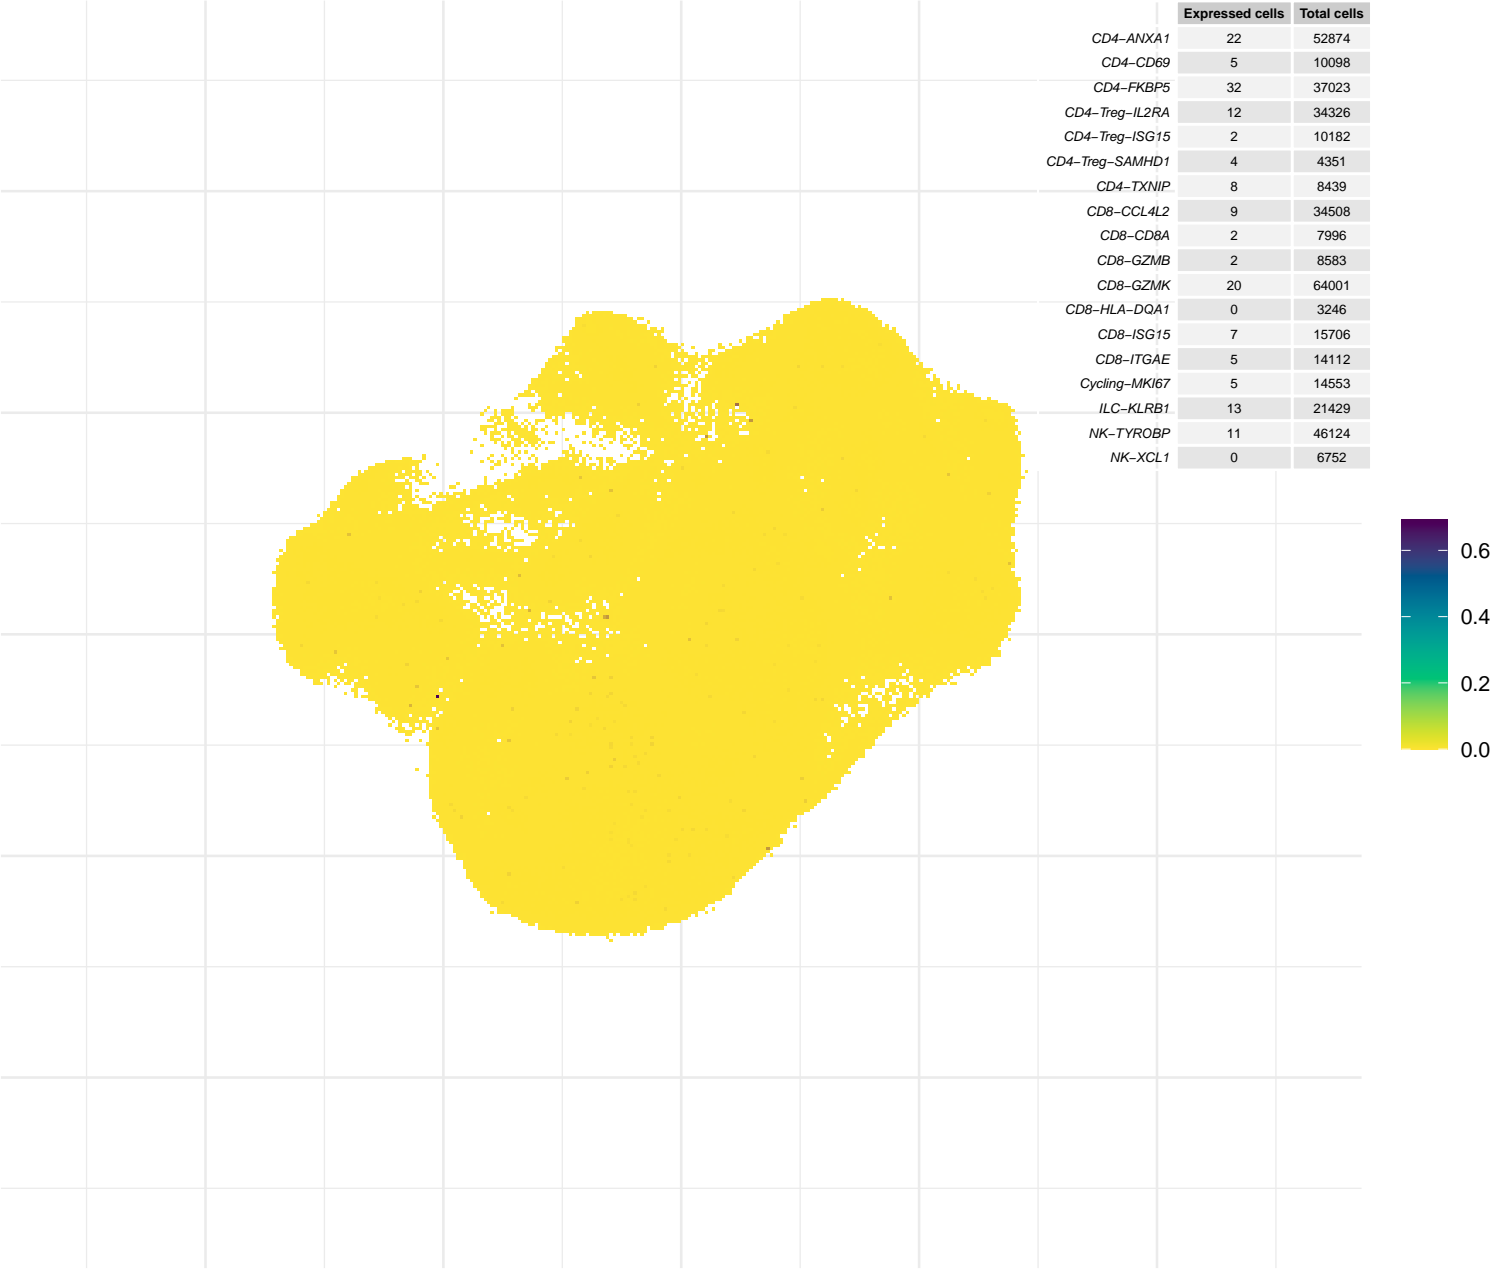 Expressed cells Total cells
CD4−ANXA1 22 52874
CD4−CD69 5 10098
CD4−FKBP5 32 37023
CD4−Treg−IL2RA 12 34326
CD4−Treg−ISG15 2 10182
CD4−Treg−SAMHD1 4 4351
CD4−TXNIP 8 8439
CD8−CCL4L2 9 34508
CD8−CD8A 2 7996
CD8−GZMB 2 8583
CD8−GZMK 20 64001
CD8−HLA−DQA1 0 3246
CD8−ISG15 7 15706
CD8−ITGAE 5 14112
Cycling−MKI67 5 14553
ILC−KLRB1 13 21429
NK−TYROBP 11 46124
NK−XCL1 0 6752
0.6
0.4
0.2
0.0